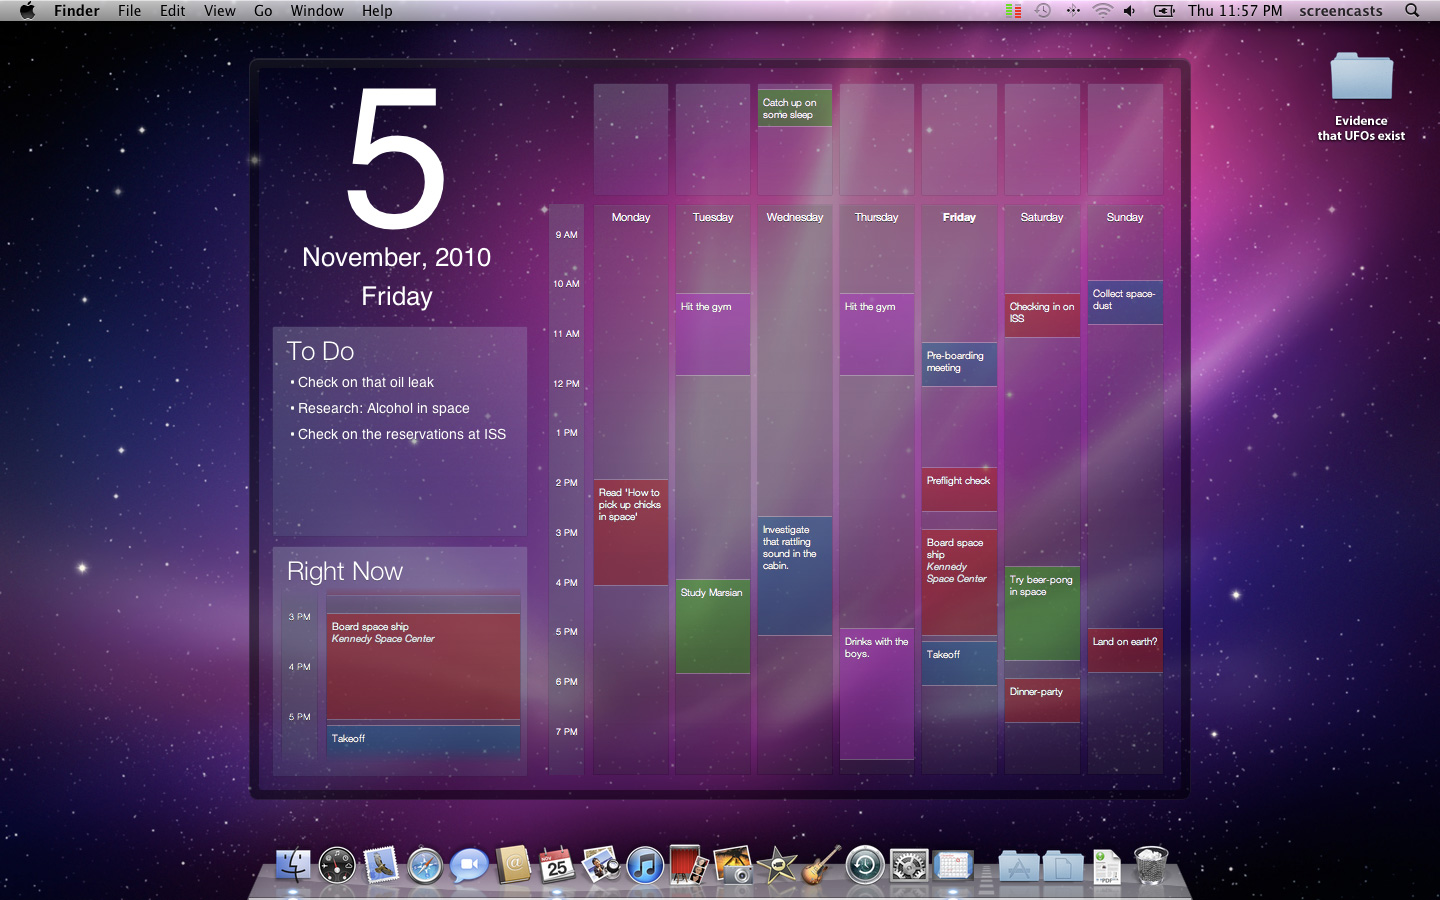 Finder File Edit View Go Window Help
Thu 11:57 PM screencasts
Evidence
that UFOs exist
5
November, 2010
Friday
To Do
• Check on that oil leak
• Research: Alcohol in space
• Check on the reservations at ISS
Right Now
3 PM
4 PM
5 PM
Board space ship
Kennedy Space Center
Takeoff
Catch up on
some sleep
Monday Tuesday Wednesday Thursday Friday Saturday Sunday
9 AM
10 AM
11 AM
12 PM
1 PM
2 PM
3 PM
4 PM
5 PM
6 PM
7 PM
Read 'How to
pick up chicks
in space'
Hit the gym
Study Marsian
Investigate
that rattling
sound in the
cabin.
Hit the gym
Drinks with the
boys.
Pre-boarding
meeting
Preflight check
Board space
ship
Kennedy
Space Center
Takeoff
Checking in on
ISS
Try beer-pong
in space
Dinner-party
Collect space-
dust
Land on earth?
NOV
25
PDF